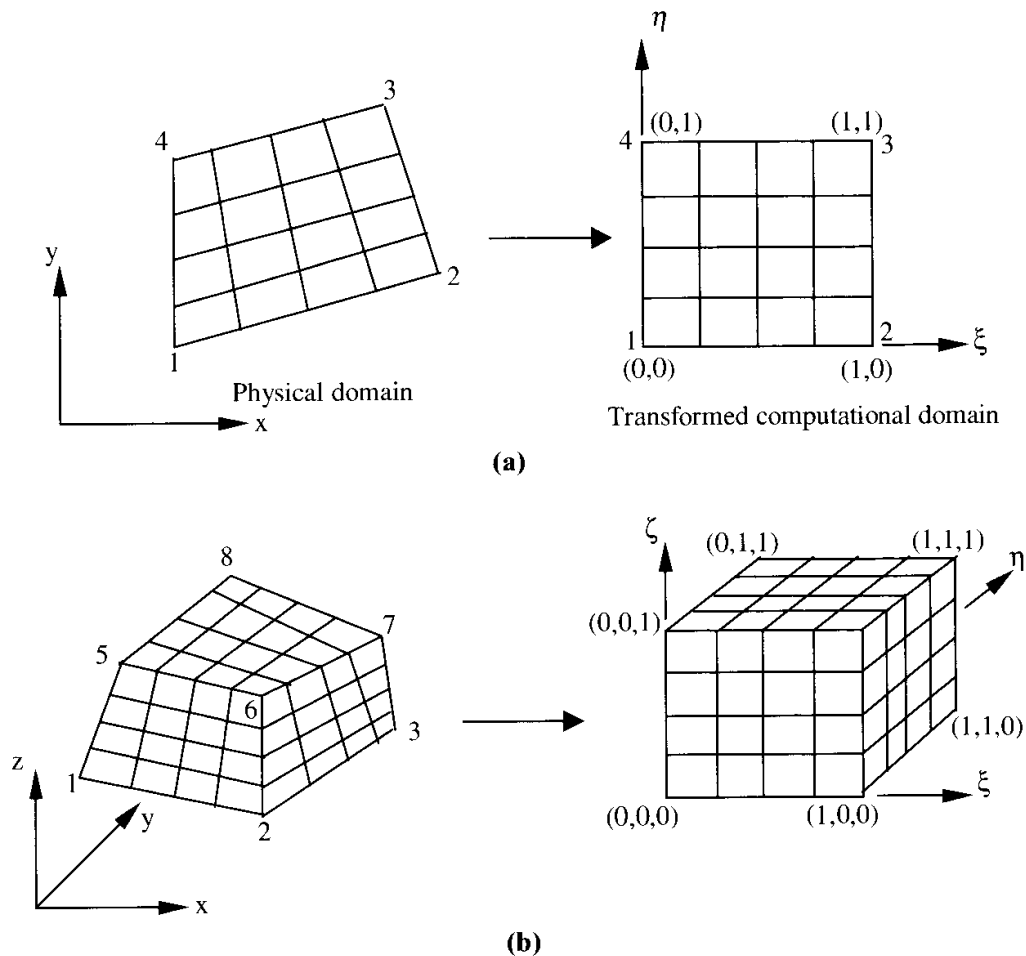 η
3
4
(0,1)
(1,1)
4
3
y
2
1
2
ξ
1
(0,0)
(1,0)
Physical domain
x
Transformed computational domain
(a)
ζ
(0,1,1)
(1,1,1)
η
8
(0,0,1)
7
5
6
3
(1,1,0)
z
1
y
2
ξ
(0,0,0)
(1,0,0)
x
(b)